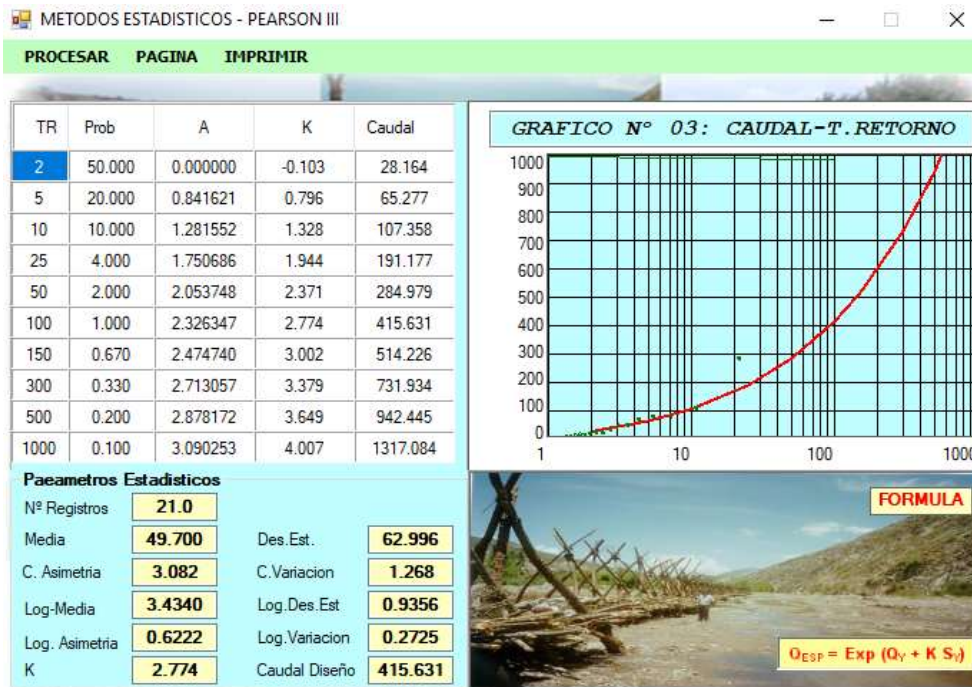 METODOS ESTADISTICOS - PEARSON III
PROCESAR PAGINA IMPRIMIR
TR Prob A K Caudal
2 50.000 0.000000 -0.103 28.164
5 20.000 0.841621 0.796 65.277
10 10.000 1.281552 1.328 107.358
25 4.000 1.750686 1.944 191.177
50 2.000 2.053748 2.371 284.979
100 1.000 2.326347 2.774 415.631
150 0.670 2.474740 3.002 514.226
300 0.330 2.713057 3.379 731.934
500 0.200 2.878172 3.649 942.445
1000 0.100 3.090253 4.007 1317.084
GRAFICO Nº 03: CAUDAL-T.RETORNO
1000
900
800
700
600
500
400
300
200
100
0
1 10 100 1000
Paeametros Estadisticos
Nº Registros 21.0
Media 49.700 Des.Est. 62.996
C. Asimetria 3.082 C.Variacion 1.268
Log-Media 3.4340 Log.Des.Est 0.9356
Log. Asimetria 0.6222 Log.Variacion 0.2725
K 2.774 Caudal Diseño 415.631
FORMULA
QESP = Exp (QY + K SY)